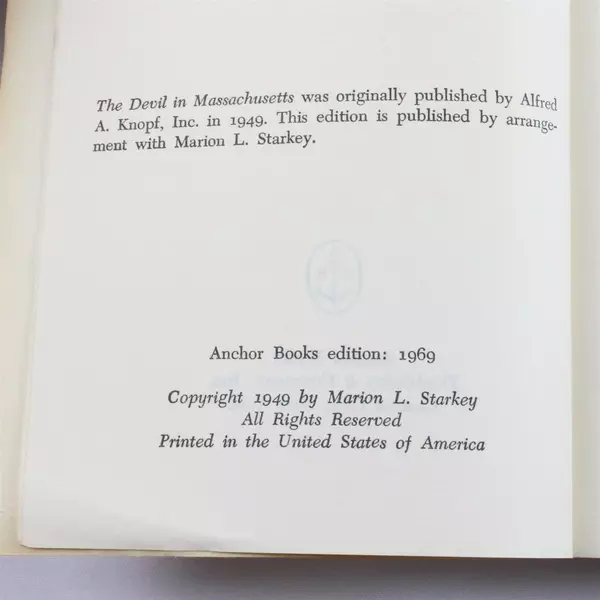 The Devil in Massachusetts was originally published by Alfred
A. Knopf, Inc. in 1949. This edition is published by arrange-
ment with Marion L. Starkey.
Anchor Books edition: 1969
Copyright 1949 by Marion L. Starkey
All Rights Reserved
Printed in the United States of America